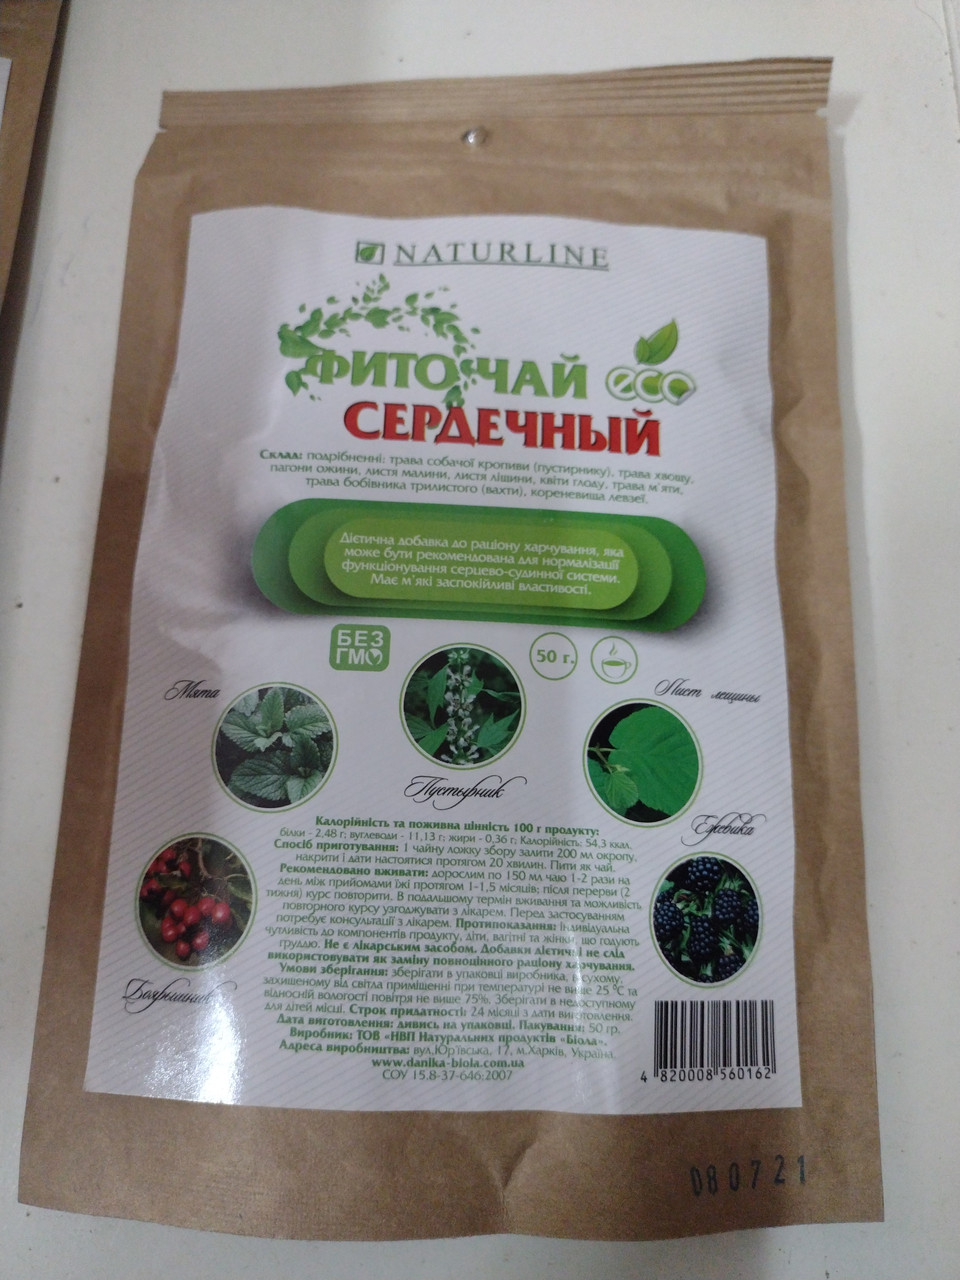 NATURLINE
ФИТОЧАЙ eco
СЕРДЕЧНЫЙ
Склад: подрібненні: трава собачої кропиви (пустирнику), трава хвощу,
пагони ожини, листя малини, листя ліщини, квіти глоду, трава м'яти,
трава бобівника трилистого (вахти), кореневища левзеї.
Дієтична добавка до раціону харчування, яка
може бути рекомендована для нормалізації
функціонування серцево-судинної системи.
Має м'які заспокійливі властивості.
БЕЗ
ГМО
50 г.
Мята
Лист лещины
Пустырник
Ежевика
Боярышник
Калорійність та поживна цінність 100 г продукту:
білки - 2,48 г; вуглеводи - 11,13 г; жири - 0,36 г; Калорійність: 54,3 ккал.
Спосіб приготування: 1 чайну ложку збору залити 200 мл окропу,
накрити і дати настоятися протягом 20 хвилин. Пити як чай.
Рекомендовано вживати: дорослим по 150 мл чаю 1-2 рази на
день між прийомами їжі протягом 1-1,5 місяців; після перерви (2
тижня) курс повторити. В подальшому термін вживання та можливість
повторного курсу узгоджувати з лікарем. Перед застосуванням
потребує консультації з лікарем. Протипоказання: індивідуальна
чутливість до компонентів продукту, діти, вагітні та жінки, що годують
груддю. Не є лікарським засобом. Добавки дієтичні не слід
використовувати як заміну повноцінного раціону харчування.
Умови зберігання: зберігати в упаковці виробника, в сухому,
захищеному від світла приміщенні при температурі не вище 25 °С та
відносній вологості повітря не вище 75%. Зберігати в недоступному
для дітей місці. Строк придатності: 24 місяці з дати виготовлення.
Дата виготовлення: дивись на упаковці. Пакування: 50 гр.
Виробник: ТОВ «НВП Натуральних продуктів «Біола».
Адреса виробництва: вул.Юр'ївська, 17, м.Харків, Україна.
www.danika-biola.com.ua
СОУ 15.8-37-646:2007
4 820008 560162
080721